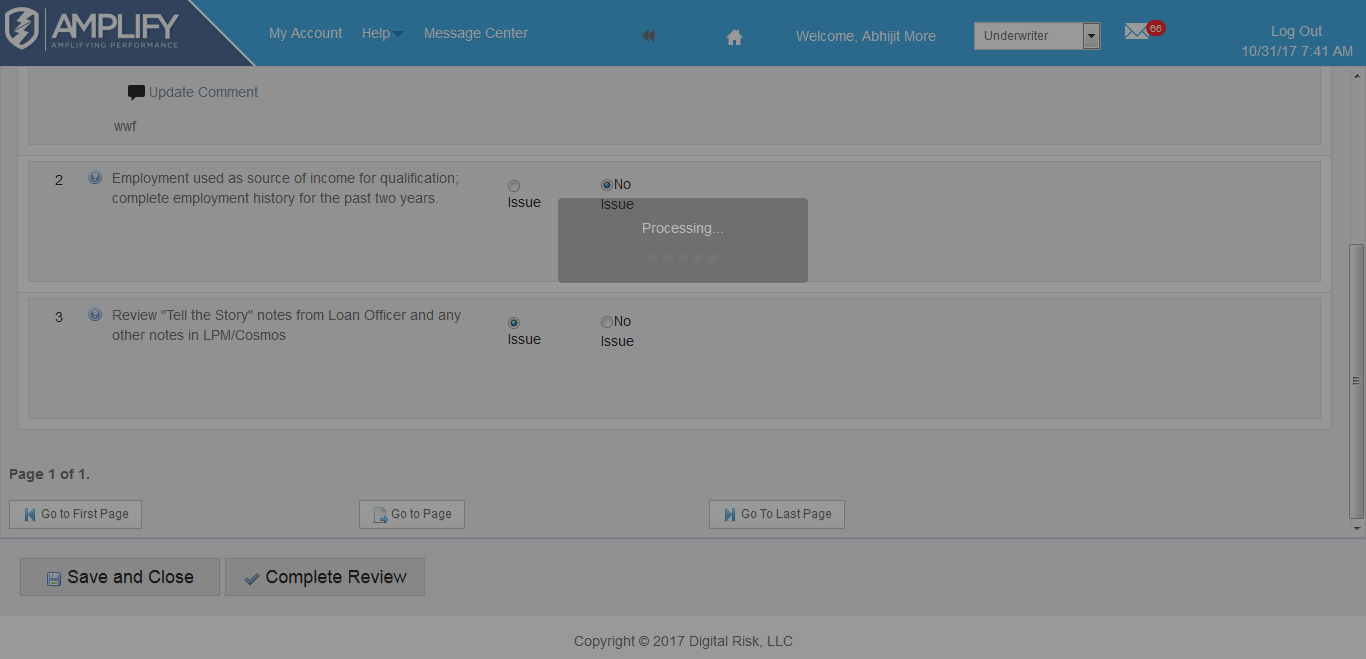 AMPLIFY
AMPLIFYING PERFORMANCE
My Account Help Message Center Welcome, Abhijit More Underwriter 66 Log Out
10/31/17 7:41 AM
Update Comment
wwf
2 Employment used as source of income for qualification; complete employment history for the past two years. Issue No Issue
Processing...
3 Review "Tell the Story" notes from Loan Officer and any other notes in LPM/Cosmos Issue No Issue
Page 1 of 1.
Go to First Page Go to Page Go To Last Page
Save and Close Complete Review
Copyright © 2017 Digital Risk, LLC